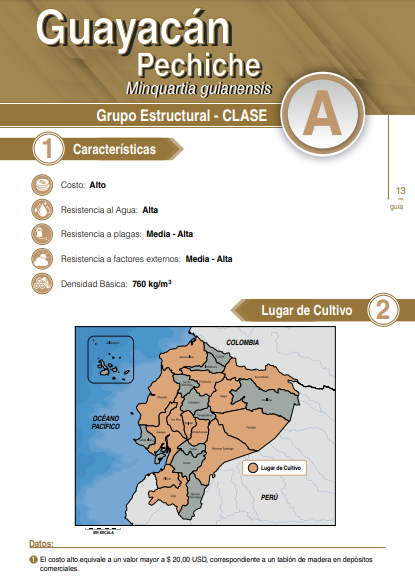 Guayacán
Pechiche
Minquartia guianensis
Grupo Estructural - CLASE
A
1 Características
Costo: Alto
Resistencia al Agua: Alta
Resistencia a plagas: Media - Alta
Resistencia a factores externos: Media - Alta
Densidad Básica: 760 kg/m³
13
guía
Lugar de Cultivo 2
COLOMBIA
OCÉANO
PACÍFICO
Lugar de Cultivo
PERÚ
SIN ESCALA
Datos:
1 El costo alto equivale a un valor mayor a $ 20,00 USD, correspondiente a un tablón de madera en depósitos
comerciales.